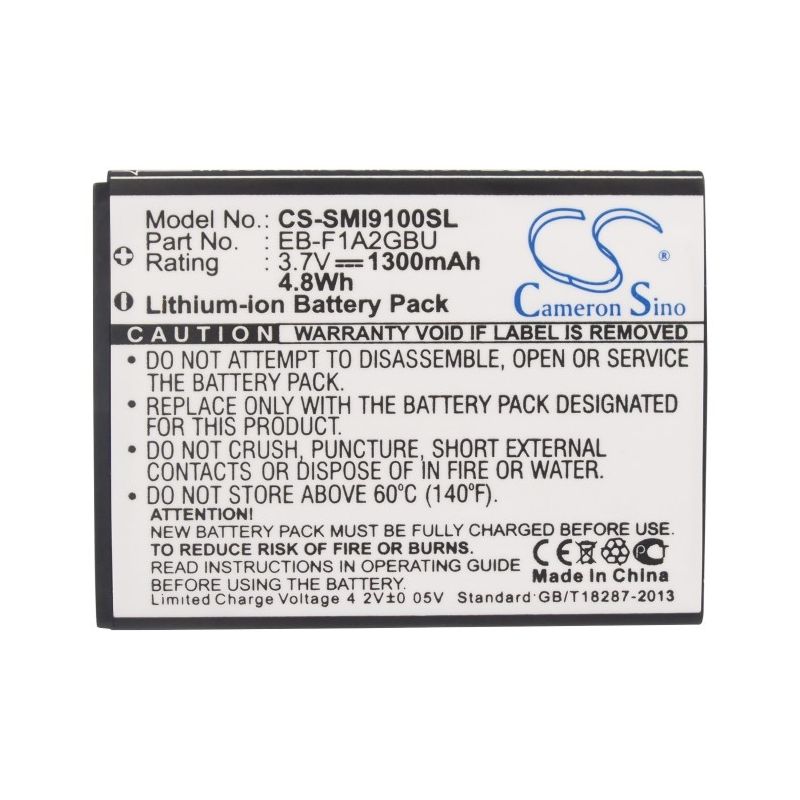 Model No.: CS-SMI9100SL
Part No. : EB-F1A2GBU
Rating : 3.7V⎓1300mAh
4.8Wh
Lithium-ion Battery Pack
CS®
Cameron Sino
CAUTION WARRANTY VOID IF LABEL IS REMOVED
• DO NOT ATTEMPT TO DISASSEMBLE, OPEN OR SERVICE
THE BATTERY PACK.
• REPLACE ONLY WITH THE BATTERY PACK DESIGNATED
FOR THIS UNIT.
• DO NOT CRUSH, PUNCTURE, SHORT EXTERNAL
CONTACTS OR DISPOSE OF IN FIRE OR WATER.
• DO NOT STORE ABOVE 60°C (140°F).
ATTENTION!
NEW BATTERY PACK MUST BE FULLY CHARGED BEFORE USE.
TO REDUCE RISK OF FIRE OR BURNS.
READ INSTRUCTIONS IN OPERATING GUIDE
BEFORE USING THE BATTERY.
CE PCT
Made In China
Limited Charge Voltage 4 2V±0 05V Standard:GB/T18287-2013